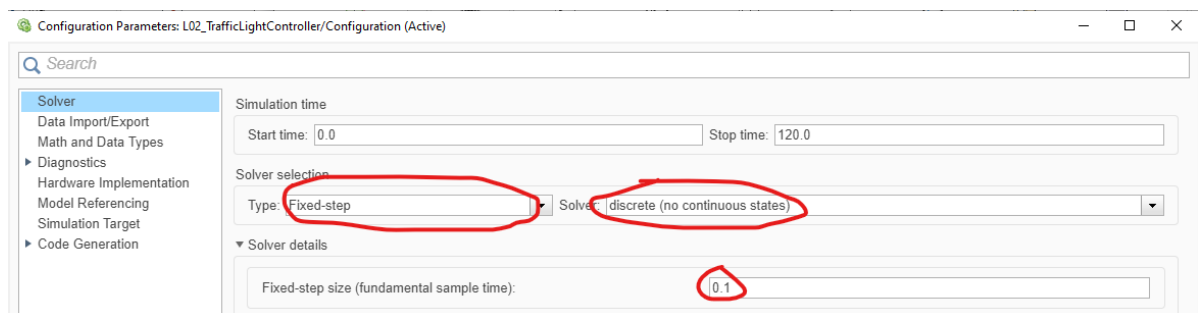 Configuration Parameters: L02_TrafficLightController/Configuration (Active)
Search
Solver
Data Import/Export
Math and Data Types
Diagnostics
Hardware Implementation
Model Referencing
Simulation Target
Code Generation
Simulation time
Start time: 0.0 Stop time: 120.0
Solver selection
Type: Fixed-step Solver: discrete (no continuous states)
Solver details
Fixed-step size (fundamental sample time): 0.1